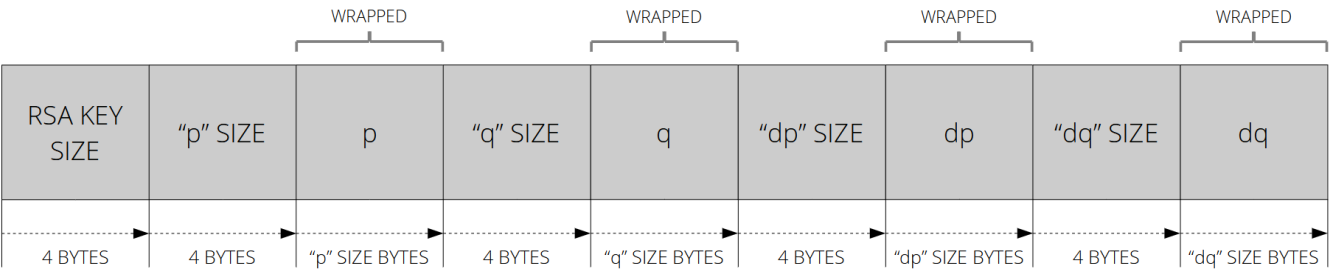 WRAPPED WRAPPED WRAPPED WRAPPED
RSA KEY
SIZE
“p” SIZE p “q” SIZE q “dp” SIZE dp “dq” SIZE dq
4 BYTES 4 BYTES “p” SIZE BYTES 4 BYTES “q” SIZE BYTES 4 BYTES “dp” SIZE BYTES 4 BYTES “dq” SIZE BYTES